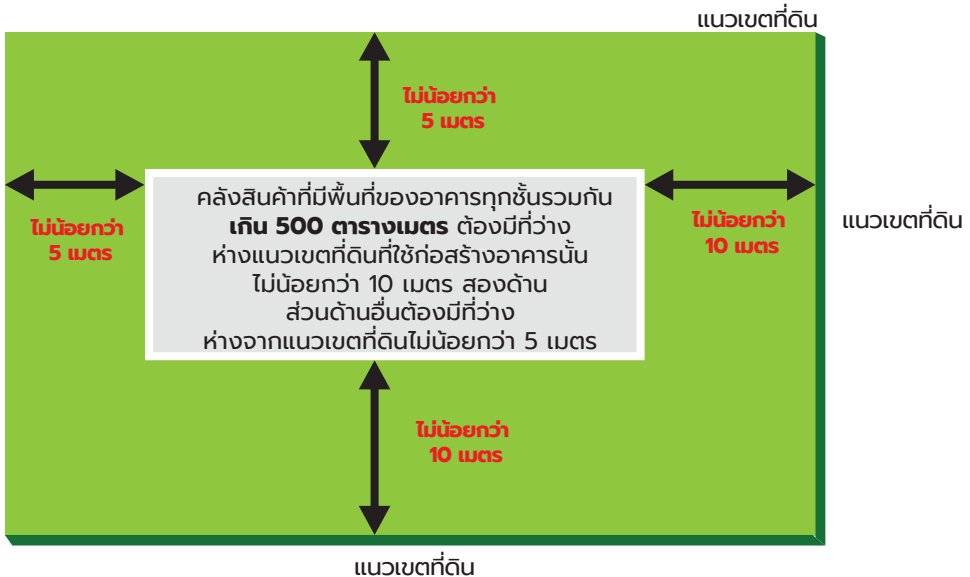 แนวเขตที่ดิน
ไม่น้อยกว่า
5 เมตร
คลังสินค้าที่มีพื้นที่ของอาคารทุกชั้นรวมกัน
เกิน 500 ตารางเมตร ต้องมีที่ว่าง
ห่างแนวเขตที่ดินที่ใช้ก่อสร้างอาคารนั้น
ไม่น้อยกว่า 10 เมตร สองด้าน
ส่วนด้านอื่นต้องมีที่ว่าง
ห่างจากแนวเขตที่ดินไม่น้อยกว่า 5 เมตร
ไม่น้อยกว่า
5 เมตร
ไม่น้อยกว่า
10 เมตร
แนวเขตที่ดิน
ไม่น้อยกว่า
10 เมตร
แนวเขตที่ดิน